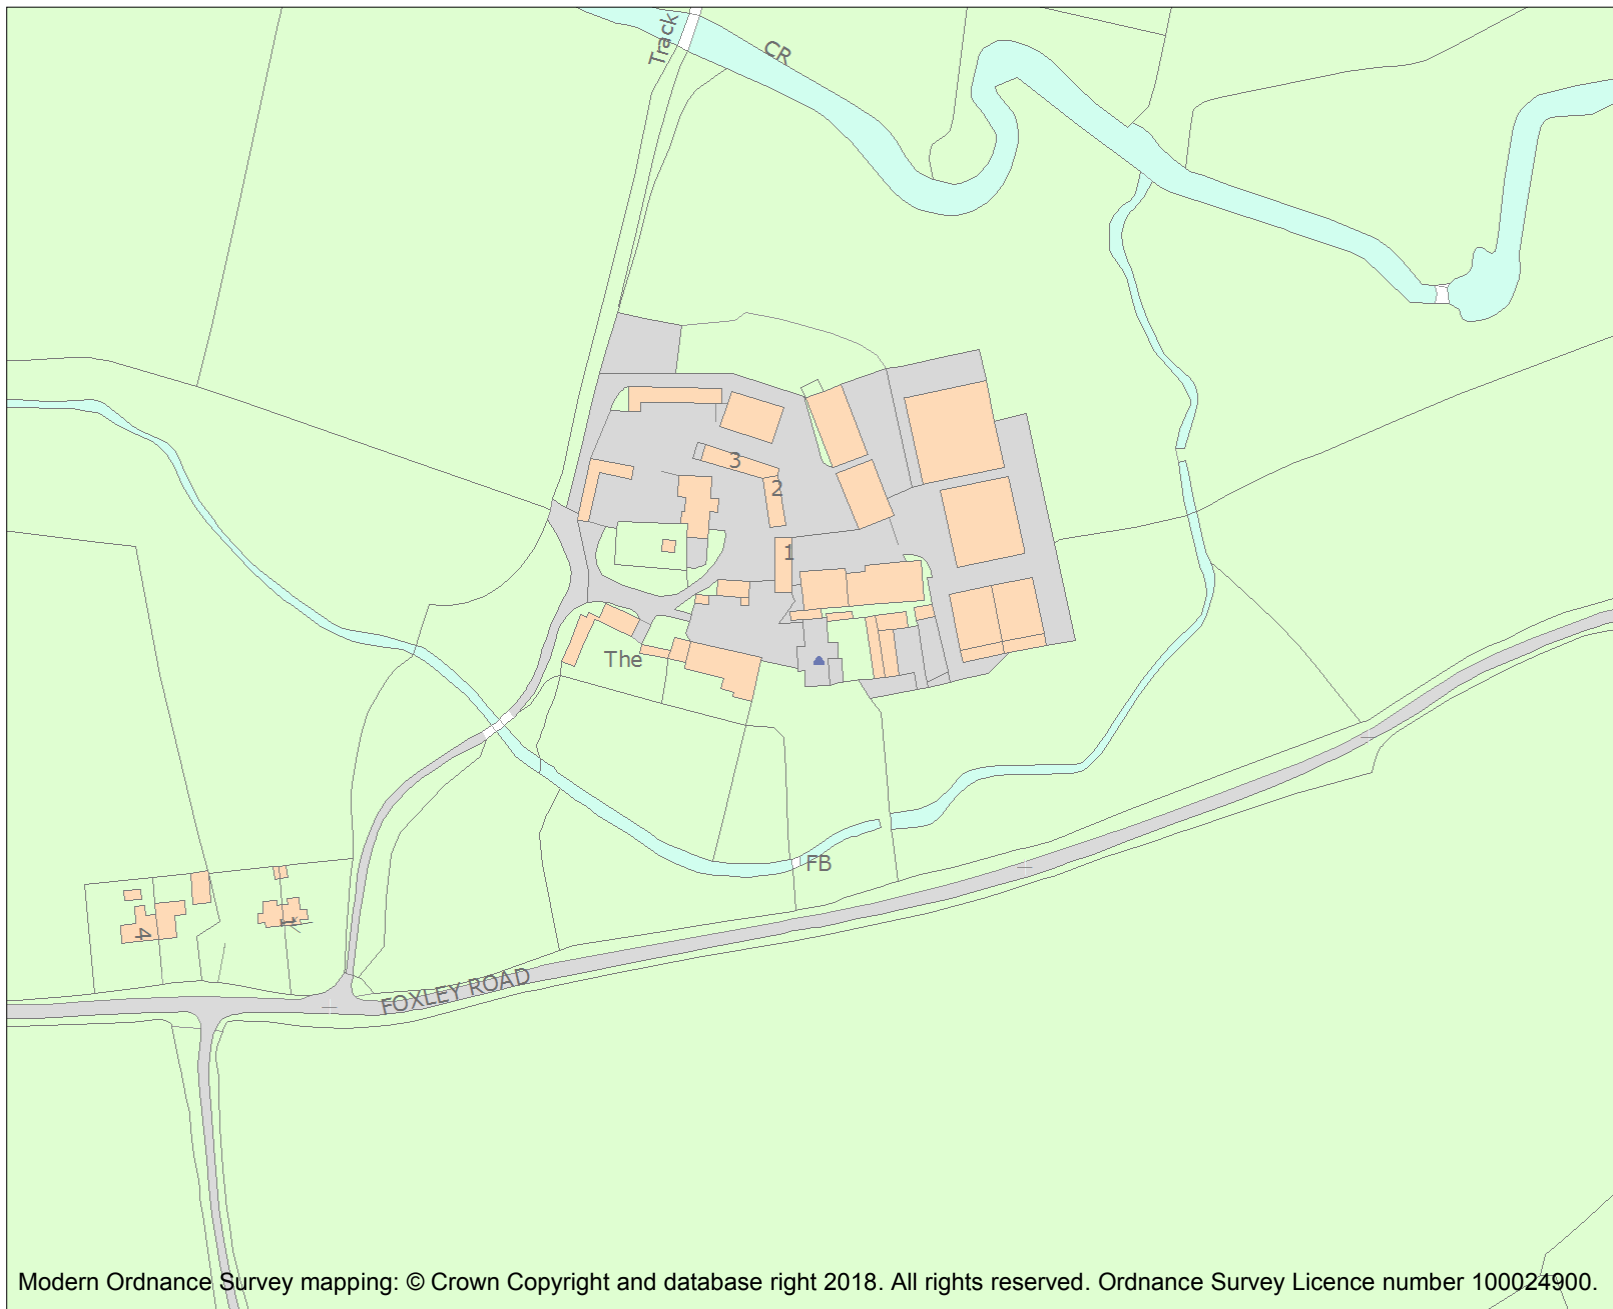 Track
CR
3
2
1
The
FB
4
1
FOXLEY ROAD
Modern Ordnance Survey mapping: © Crown Copyright and database right 2018. All rights reserved. Ordnance Survey Licence number 100024900.